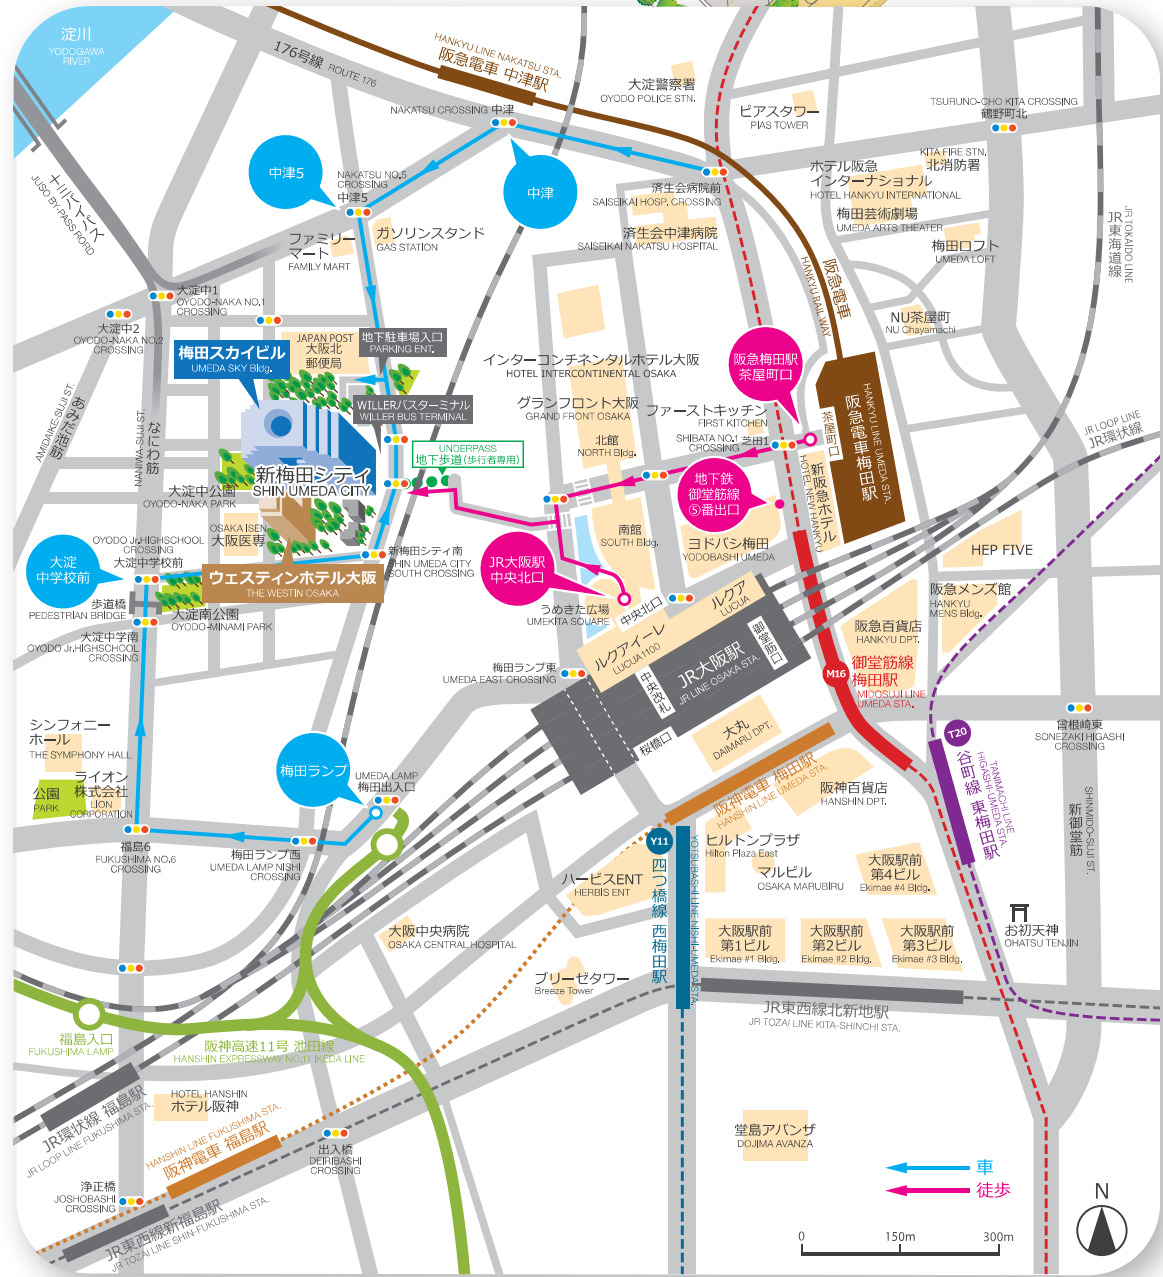 淀川
YODOGAWA
RIVER
176号線 ROUTE 176
HANKYU LINE NAKATSU STA.
阪急電車 中津駅
NAKATSU CROSSING 中津
大淀警察署
OYODO POLICE STN.
ピアスタワー
PIAS TOWER
TSURUNO-CHO KITA CROSSING
鶴野町北
KITA FIRE STN.
北消防署
十三バイパス
JUSO BY-PASS RORD
中津5
NAKATSU NO.5
CROSSING
中津5
中津
済生会病院前
SAISEIKAI HOSP. CROSSING
ホテル阪急
インターナショナル
HOTEL HANKYU INTERNATIONAL
梅田芸術劇場
UMEDA ARTS THEATER
梅田ロフト
UMEDA LOFT
JR TOKAIDO LINE
JR東海道線
ファミリー
マート
FAMILY MART
ガソリンスタンド
GAS STATION
済生会中津病院
SAISEIKAI NAKATSU HOSPITAL
阪急電車
HANKYU RAIL WAY
NU茶屋町
NU Chayamachi
大淀中1
OYODO-NAKA NO.1
CROSSING
大淀中2
OYODO-NAKA NO.2
CROSSING
梅田スカイビル
UMEDA SKY Bldg.
JAPAN POST
大阪北
郵便局
地下駐車場入口
PARKING ENT.
インターコンチネンタルホテル大阪
HOTEL INTERCONTINENTAL OSAKA
阪急梅田駅
茶屋町口
AMIDAIKE-SUJI ST.
あみだ池筋
NANIWA-SUJI ST.
なにわ筋
WILLERバスターミナル
WILLER BUS TERMINAL
グランフロント大阪
GRAND FRONT OSAKA
ファーストキッチン
FIRST KITCHEN
SHIBATA NO.1
CROSSING 芝田1
茶屋町口
阪急電車梅田駅
HANKYU LINE UMEDA STA.
JR LOOP LINE
JR環状線
UNDERPASS
地下歩道(歩行者専用)
北館
NORTH Bldg.
新梅田シティ
SHIN UMEDA CITY
大淀中公園
OYODO-NAKA PARK
地下鉄
御堂筋線
⑤番出口
新阪急ホテル
HOTEL NEW HANKYU
OSAKA ISEN
大阪医専
南館
SOUTH Bldg.
ヨドバシ梅田
YODOBASHI UMEDA
HEP FIVE
大淀
中学校前
OYODO Jr.HIGHSCHOOL
CROSSING
大淀中学校前
新梅田シティ南
SHIN UMEDA CITY
SOUTH CROSSING
JR大阪駅
中央北口
ウェスティンホテル大阪
THE WESTIN OSAKA
歩道橋
PEDESTRIAN BRIDGE
大淀南公園
OYODO-MINAMI PARK
うめきた広場
UMEKITA SQUARE
中央北口
ルクア
LUCUA
阪急メンズ館
HANKYU
MENS Bldg.
阪急百貨店
HANKYU DPT.
大淀中学南
OYODO Jr.HIGHSCHOOL
CROSSING
ルクアイーレ
LUCUA1100
JR大阪駅
JR LINE OSAKA STA.
御堂筋口
中央改札
桜橋口
梅田ランプ東
UMEDA EAST CROSSING
M16
御堂筋線
梅田駅
MIDOSUJI LINE
UMEDA STA.
シンフォニー
ホール
THE SYMPHONY HALL
大丸
DAIMARU DPT.
T20
谷町線 東梅田駅
TANIMACHI LINE
HIGASHI-UMEDA STA.
曾根崎東
SONEZAKI HIGASHI
CROSSING
公園
PARK
ライオン
株式会社
LION
CORPORATION
梅田ランプ
UMEDA LAMP
梅田出入口
阪神電車 梅田駅
HANSHIN LINE UMEDA STA.
阪神百貨店
HANSHIN DPT.
SHINMIDO-SUJI ST.
新御堂筋
福島6
FUKUSHIMA NO.6
CROSSING
梅田ランプ西
UMEDA LAMP NISHI
CROSSING
Y11
四つ橋線 西梅田駅
YOTSUBASHI LINE NISHI-UMEDA STA.
ヒルトンプラザ
Hilton Plaza East
マルビル
OSAKA MARUBIRU
大阪駅前
第4ビル
Ekimae #4 Bldg.
ハービスENT
HERBIS ENT
大阪中央病院
OSAKA CENTRAL HOSPITAL
大阪駅前
第1ビル
Ekimae #1 Bldg.
大阪駅前
第2ビル
Ekimae #2 Bldg.
大阪駅前
第3ビル
Ekimae #3 Bldg.
お初天神
OHATSU TENJIN
ブリーゼタワー
Breeze Tower
JR東西線北新地駅
JR TOZAI LINE KITA-SHINCHI STA.
福島入口
FUKUSHIMA LAMP
阪神高速11号 池田線
HANSHIN EXPRESSWAY NO.11 IKEDA LINE
JR環状線 福島駅
JR LOOP LINE FUKUSHIMA STA.
HOTEL HANSHIN
ホテル阪神
HANSHIN LINE FUKUSHIMA STA.
阪神電車 福島駅
出入橋
DEIRIBASHI
CROSSING
堂島アバンザ
DOJIMA AVANZA
浄正橋
JOSHOBASHI
CROSSING
JR東西線新福島駅
JR TOZAI LINE SHIN-FUKUSHIMA STA.
車
徒歩
N
0 150m 300m